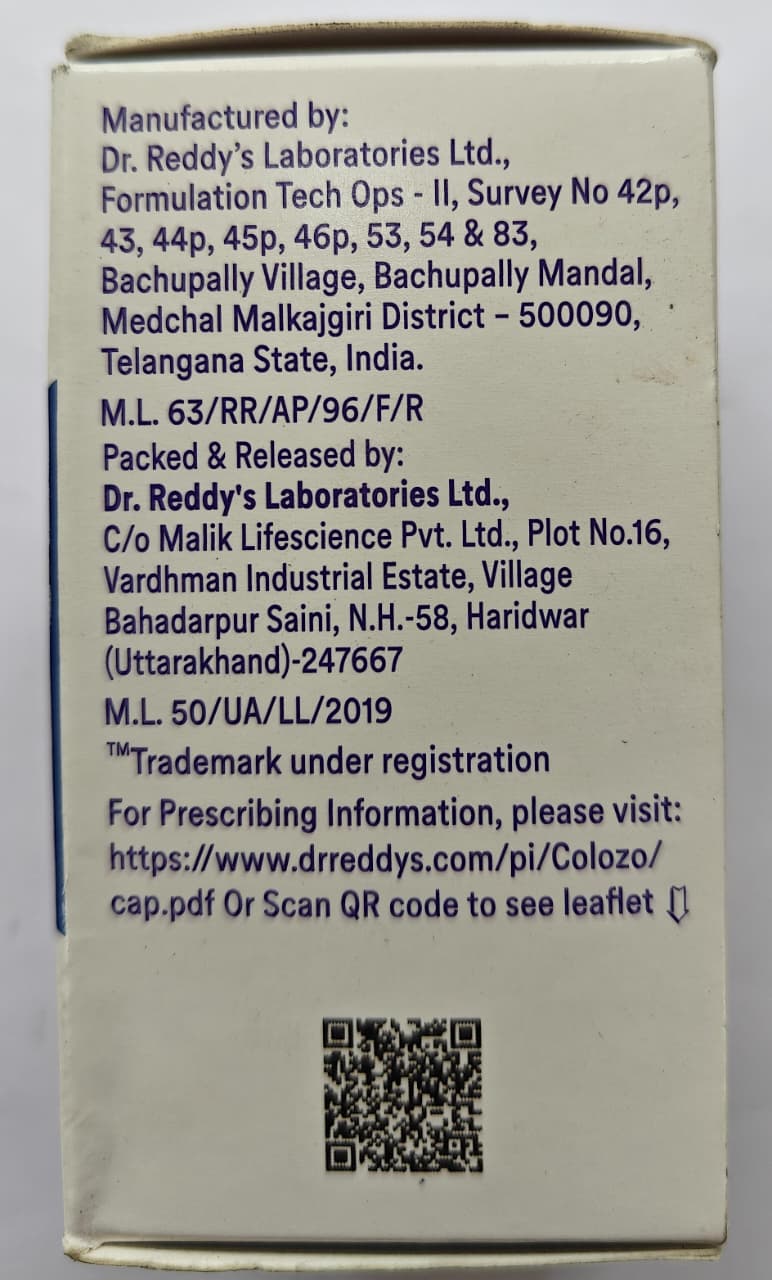 Manufactured by:
Dr. Reddy's Laboratories Ltd.,
Formulation Tech Ops - II, Survey No 42p,
43, 44p, 45p, 46p, 53, 54 & 83,
Bachupally Village, Bachupally Mandal,
Medchal Malkajgiri District – 500090,
Telangana State, India.
M.L. 63/RR/AP/96/F/R
Packed & Released by:
Dr. Reddy's Laboratories Ltd.,
C/o Malik Lifescience Pvt. Ltd., Plot No.16,
Vardhman Industrial Estate, Village
Bahadarpur Saini, N.H.-58, Haridwar
(Uttarakhand)-247667
M.L. 50/UA/LL/2019
™Trademark under registration
For Prescribing Information, please visit:
https://www.drreddys.com/pi/Colozo/
cap.pdf Or Scan QR code to see leaflet ⇩